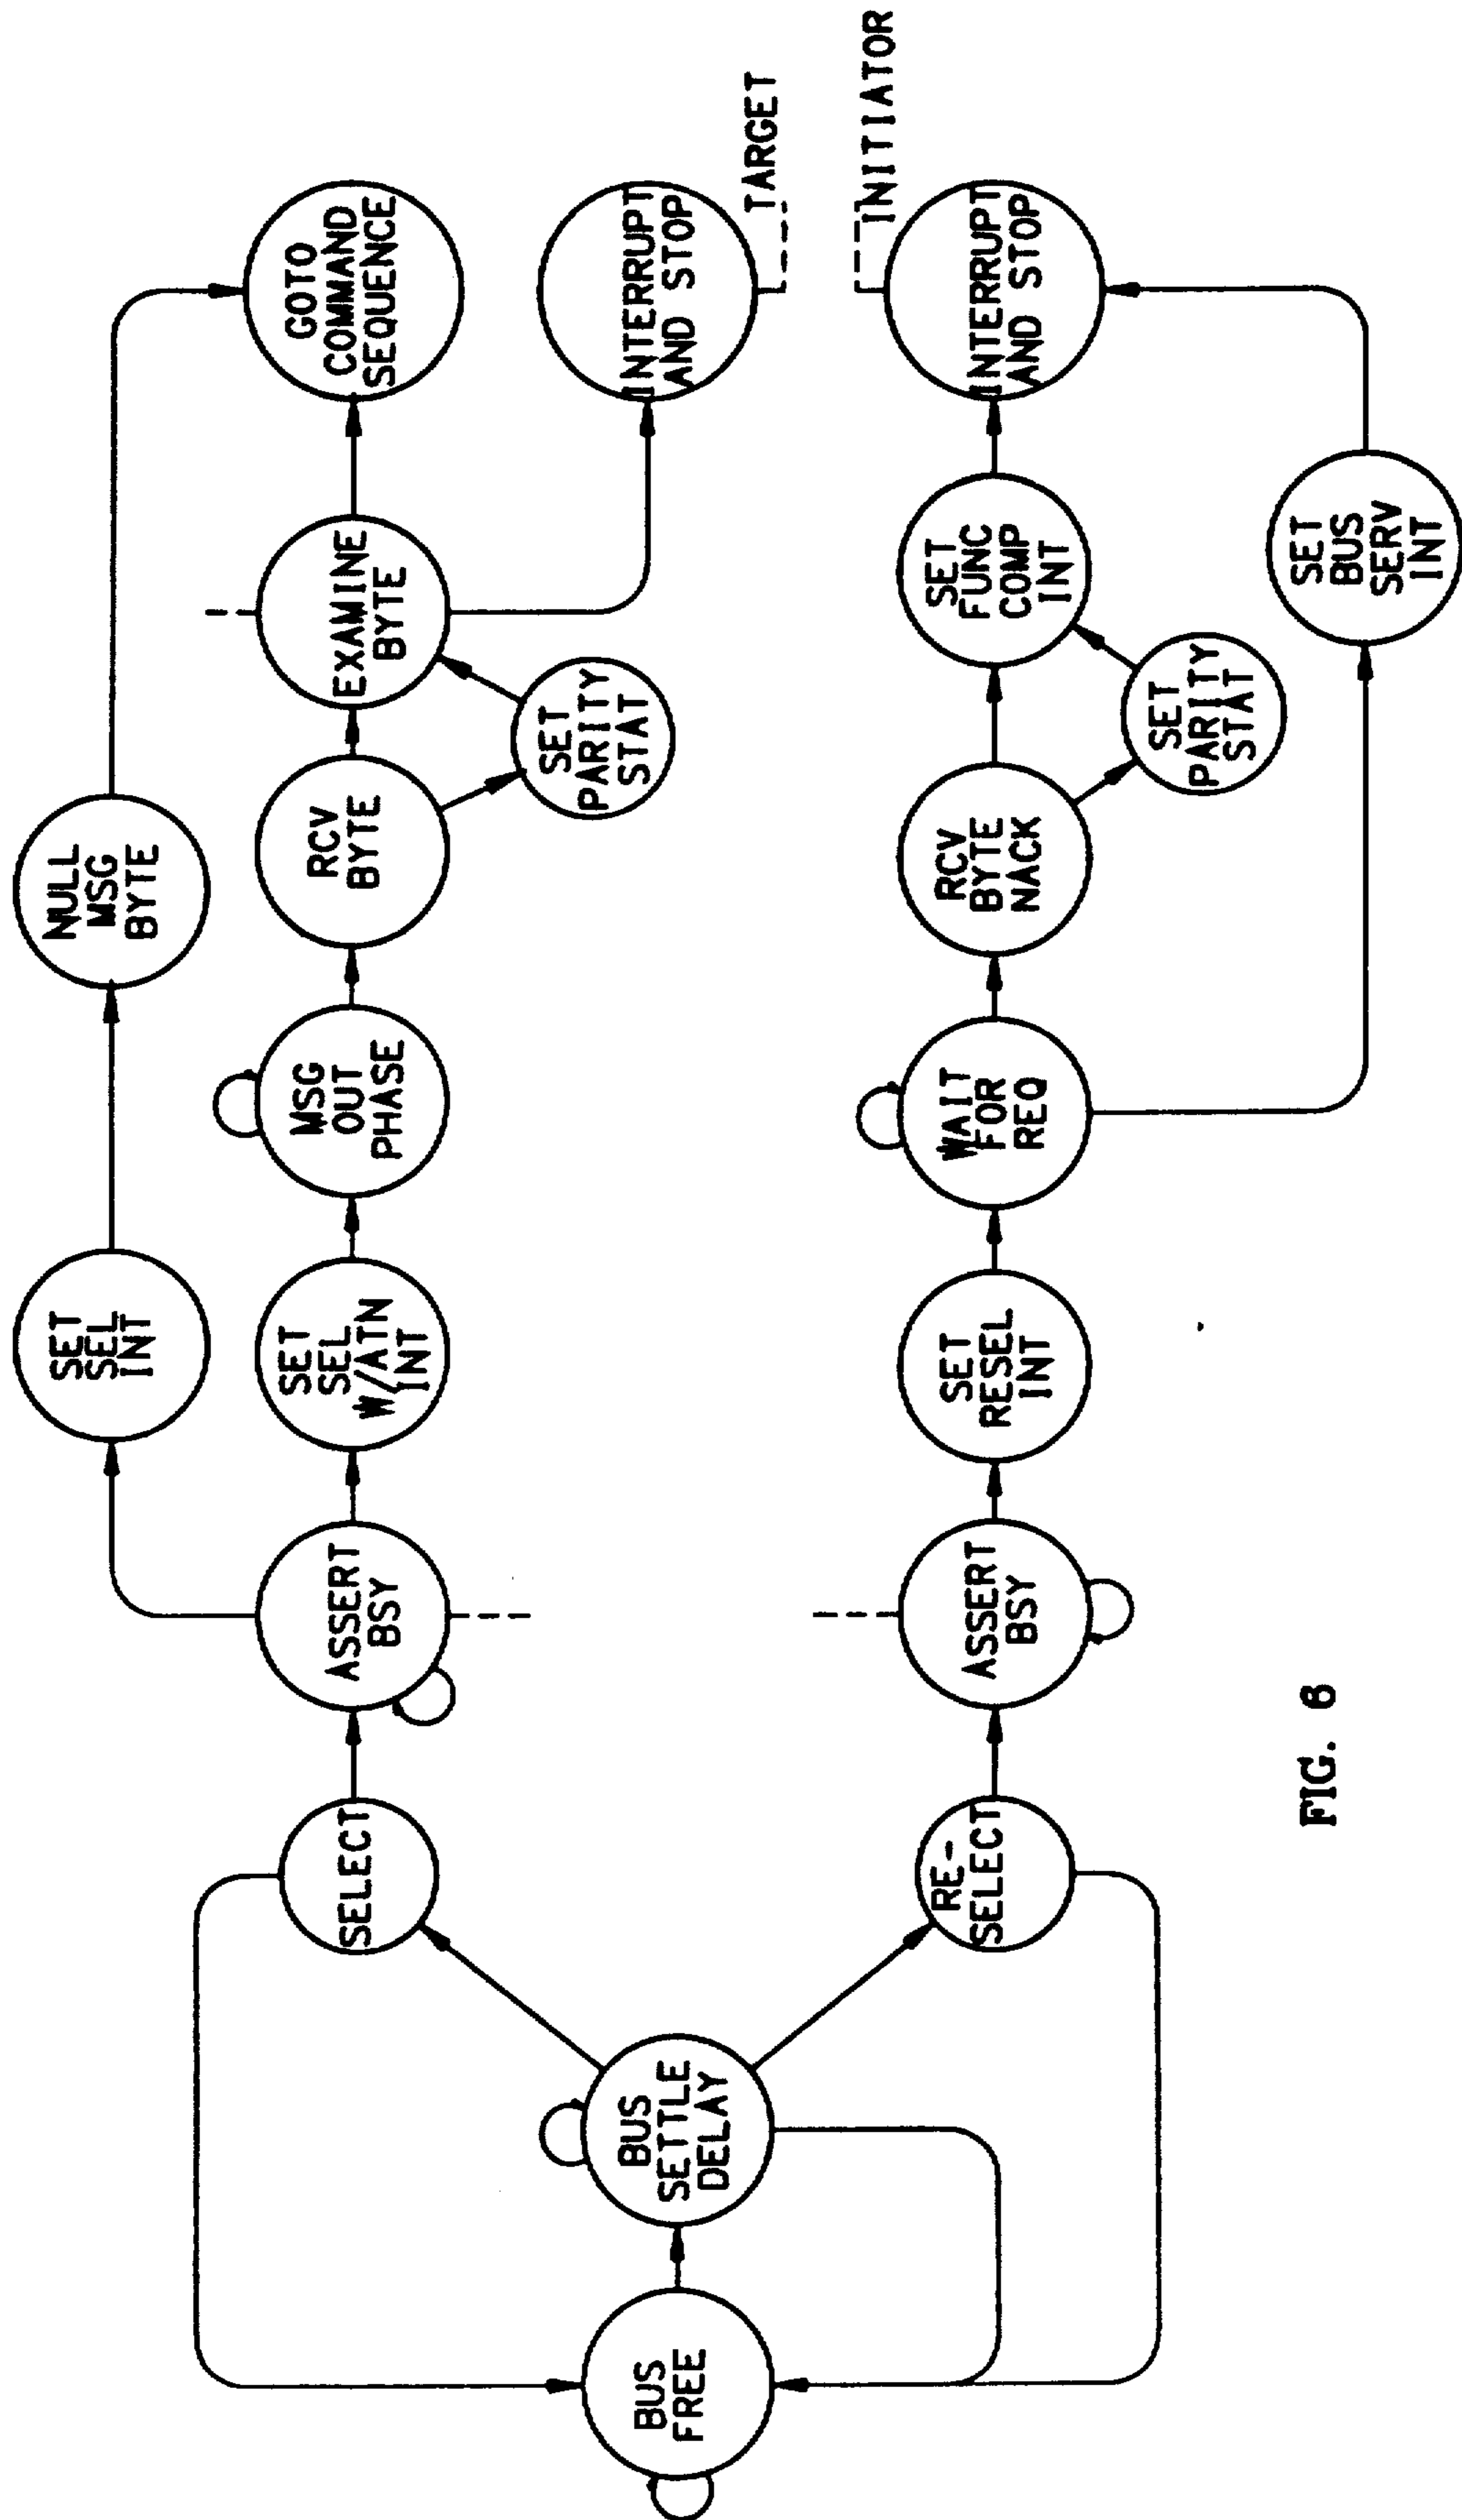 NULL
MSG
BYTE
SET
SEL
INT
GOTO
COMMAND
SEQUENCE
EXAMINE
BYTE
RCV
BYTE
MSG
OUT
PHASE
SET
SEL
W/ATN
INT
ASSERT
BSY
SELECT
INTERRUPT
AND STOP
SET
PARITY
STAT
TARGET
BUS
SETTLE
DELAY
BUS
FREE
INITIATOR
INTERRUPT
AND STOP
SET
FUNC
COMP
INT
RCV
BYTE
NACK
WAIT
FOR
REQ
SET
RESEL
INT
ASSERT
BSY
RE-
SELECT
SET
PARITY
STAT
SET
BUS
SERV
INT
FIG. 6